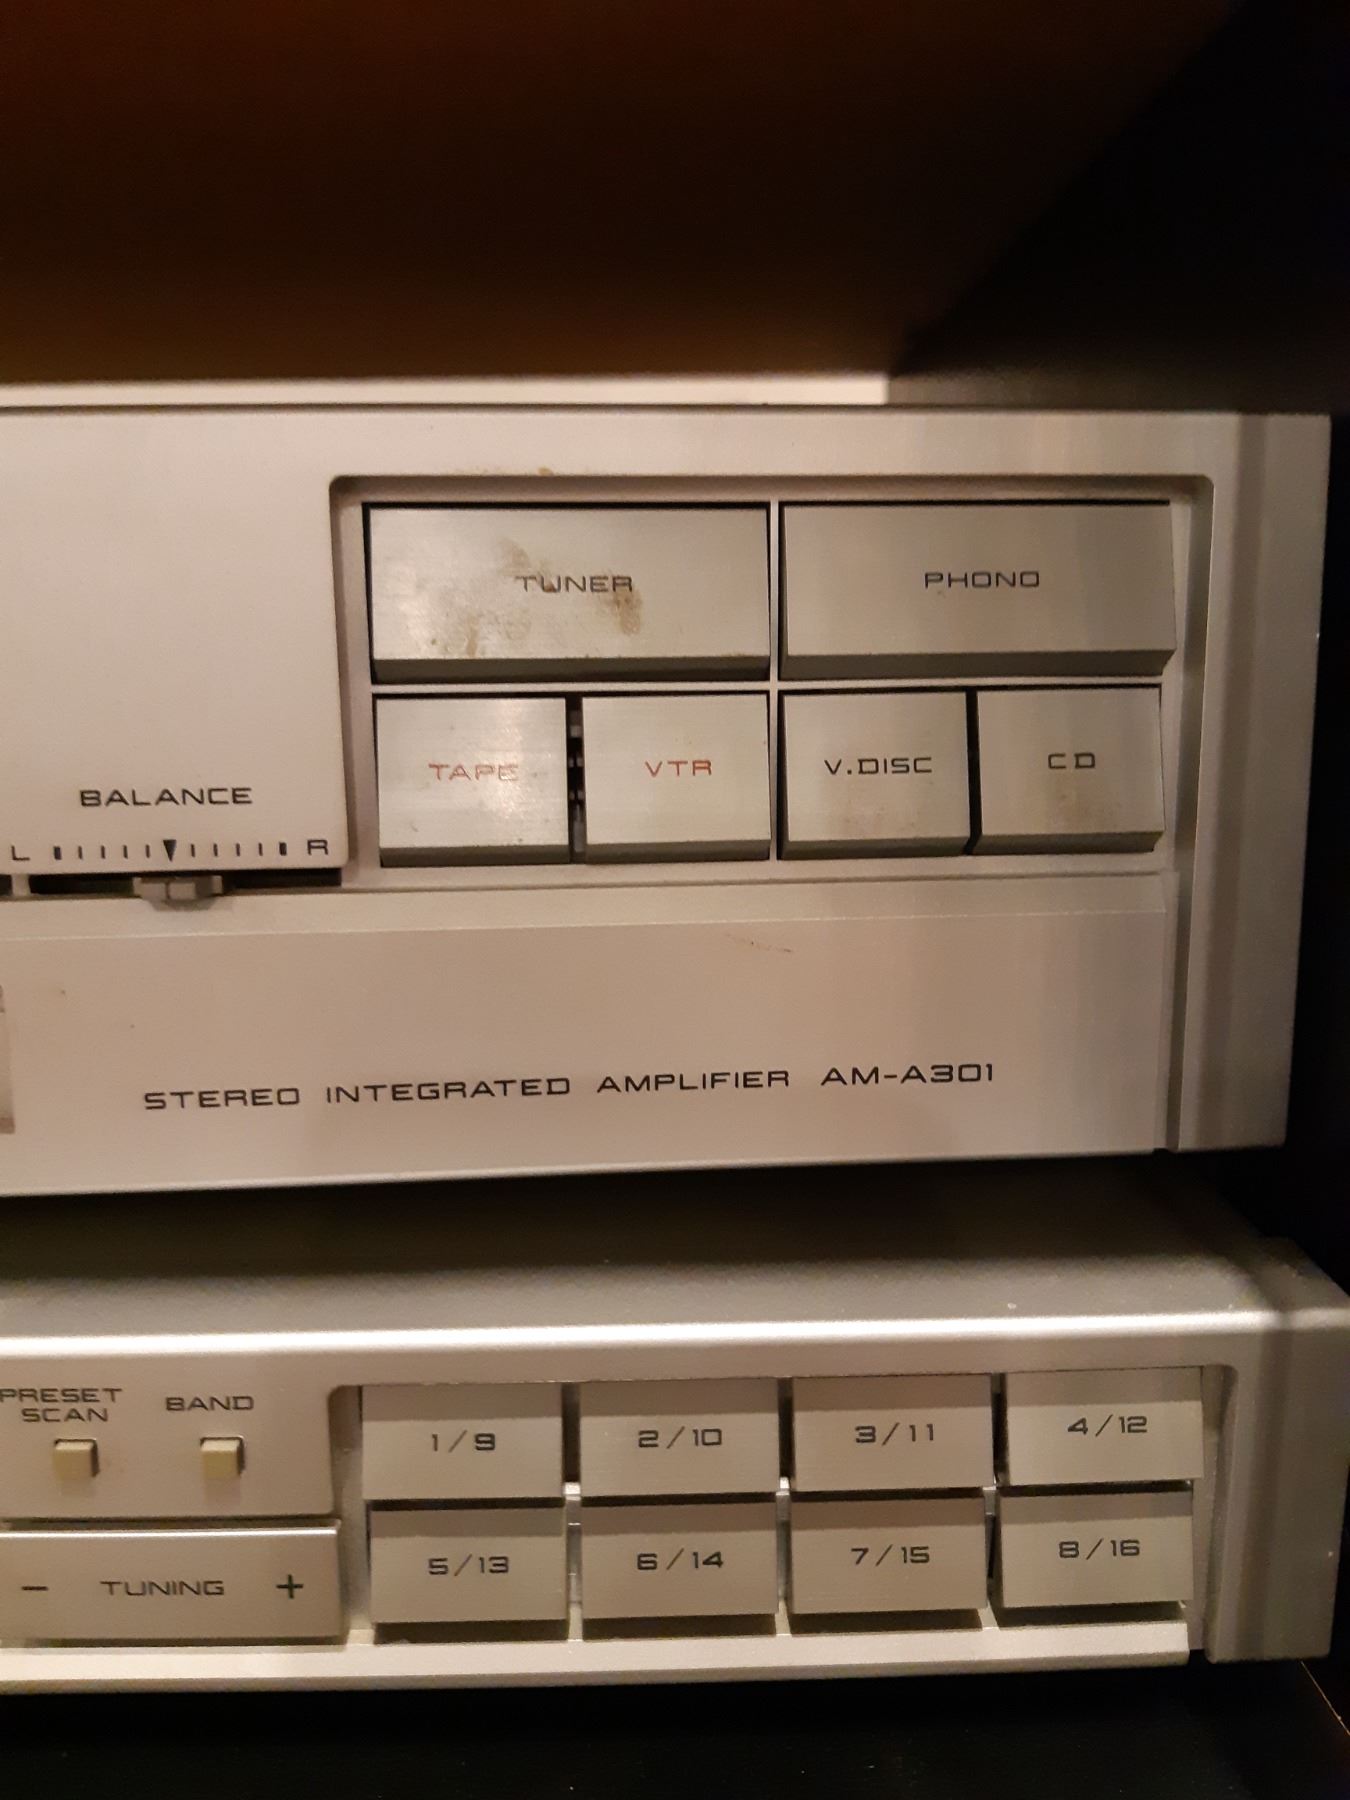 TUNER PHONO
TAPE VTR V.DISC CD
BALANCE
L R
STEREO INTEGRATED AMPLIFIER AM-A301
PRESET
SCAN
BAND
1/9 2/10 3/11 4/12
- TUNING +
5/13 6/14 7/15 8/16